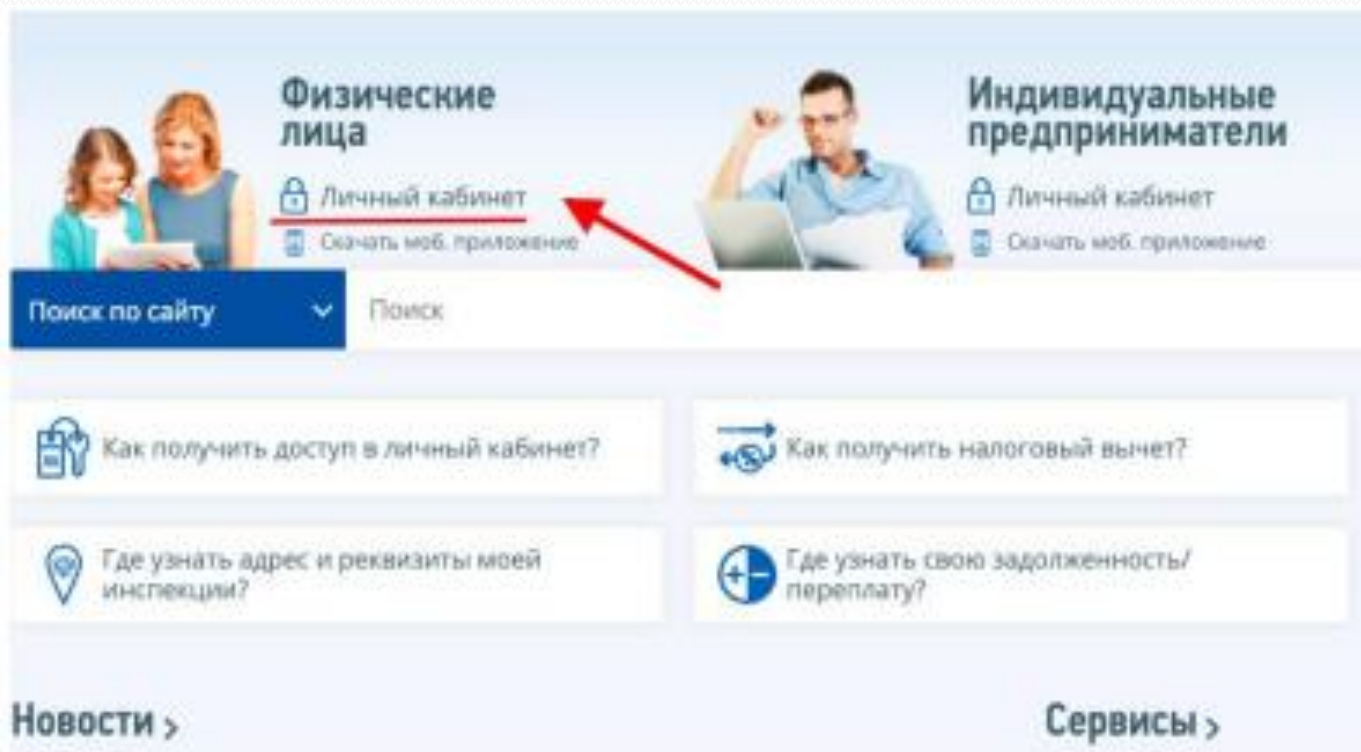 Физические
лица
Личный кабинет
Скачать моб. приложение
Индивидуальные
предприниматели
Личный кабинет
Скачать моб. приложение
Поиск по сайту
Поиск
Как получить доступ в личный кабинет?
Как получить налоговый вычет?
Где узнать адрес и реквизиты моей
инспекции?
Где узнать свою задолженность/
переплату?
Новости >
Сервисы >